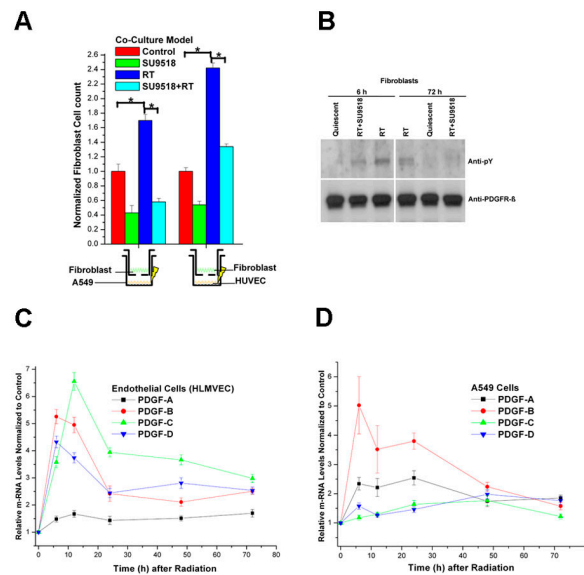 A
Co-Culture Model
Control
SU9518
RT
SU9518+RT
*
*
*
*
Normalized Fibroblast Cell count
2.6
2.4
2.2
2.0
1.8
1.6
1.4
1.2
1.0
0.8
0.6
0.4
0.2
0.0
Fibroblast
A549
Fibroblast
HUVEC
B
Fibroblasts
6 h
72 h
Quiescent
RT+SU9518
RT
RT
Quiescent
RT+SU9518
Anti-pY
Anti-PDGFR-ß
C
Endothelial Cells (HLMVEC)
PDGF-A
PDGF-B
PDGF-C
PDGF-D
Relative m-RNA Levels Normalized to Control
7
6
5
4
3
2
1
0 10 20 30 40 50 60 70 80
Time (h) after Radiation
D
A549 Cells
PDGF-A
PDGF-B
PDGF-C
PDGF-D
Relative m-RNA Levels Normalized to Control
7
6
5
4
3
2
1
0 10 20 30 40 50 60 70 80
Time (h) after Radiation